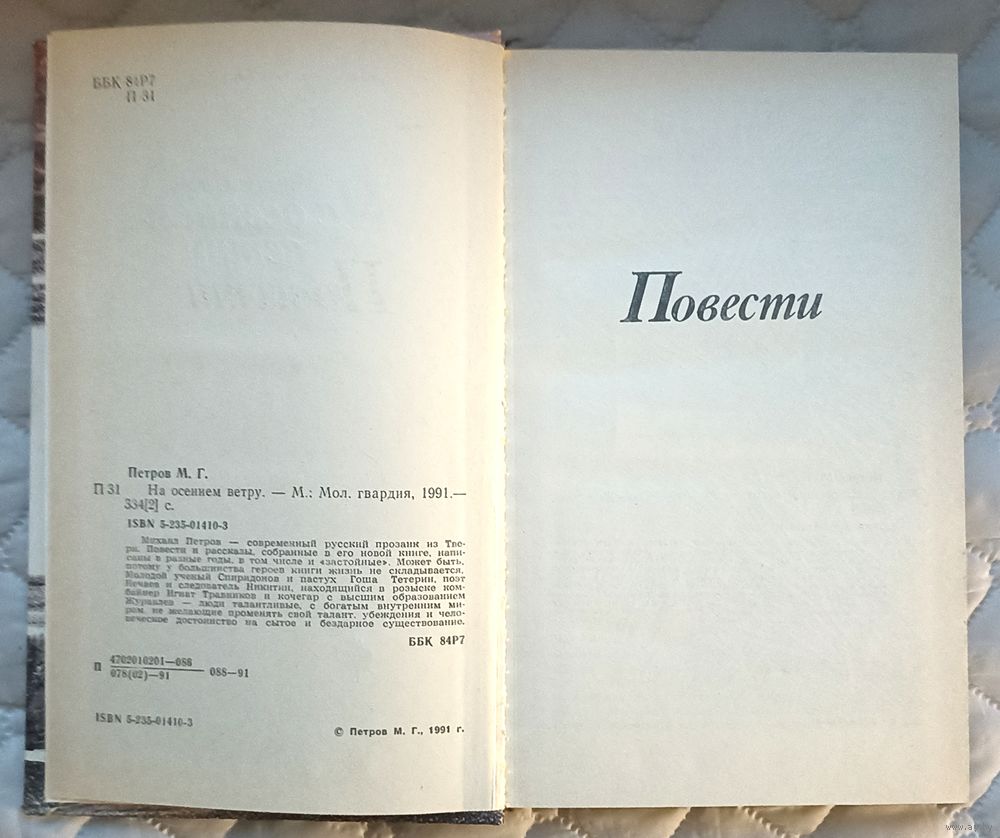 ББК 84Р7
П 31
Петров М. Г.
П 31 На осеннем ветру. — М.: Мол. гвардия, 1991.—
334[2] с.
ISBN 5-235-01410-3
Михаил Петров — современный русский прозаик из Тве-
ри. Повести и рассказы, собранные в его новой книге, напи-
саны в разные годы, в том числе и «застойные». Может быть,
потому у большинства героев книги жизнь не складывается.
Молодой ученый Спиридонов и пастух Гоша Тетерин, поэт
Нечаев и следователь Никитин, находящийся в розыске ком-
байнер Игнат Травников и кочегар с высшим образованием
Журавлев — люди талантливые, с богатым внутренним ми-
ром, не желающие променять свой талант, убеждения и чело-
веческое достоинство на сытое и бездарное существование.
ББК 84Р7
П 4702010201—088
078(02)—91 088—91
ISBN 5-235-01410-3
© Петров М. Г., 1991 г.
Повести
www.ay.by